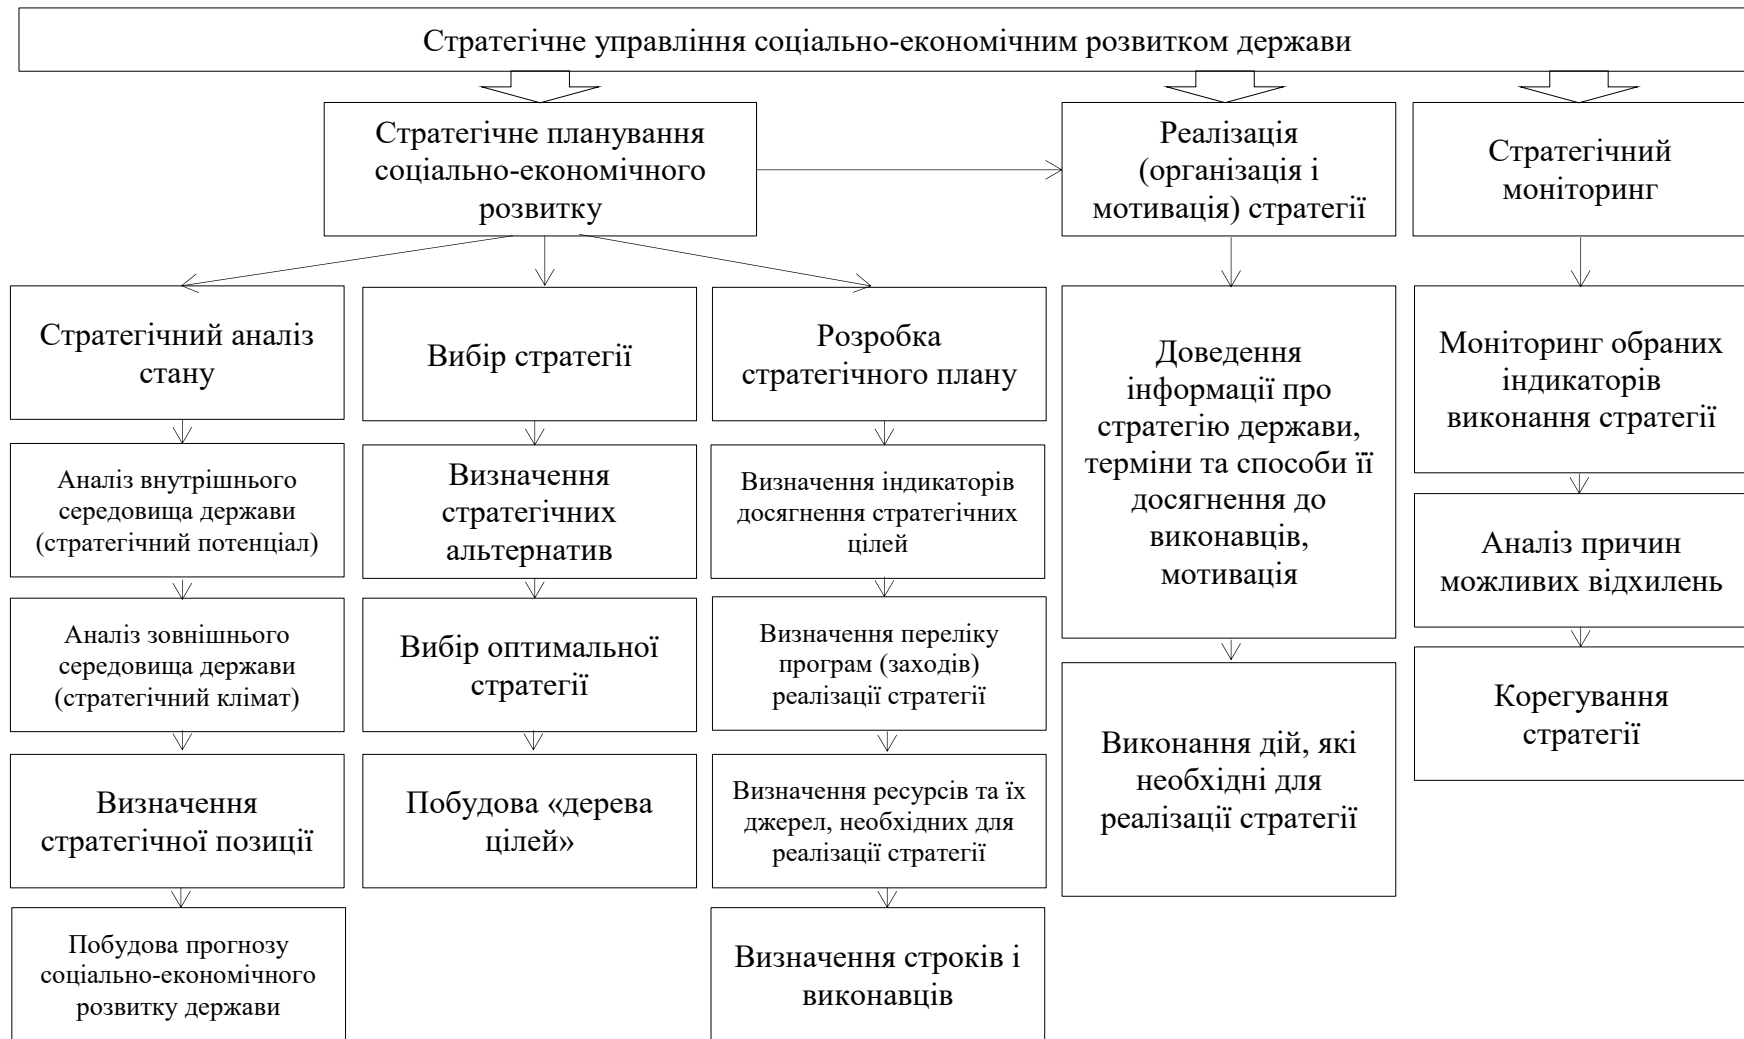 Стратегічне управління соціально-економічним розвитком держави
Стратегічне планування
соціально-економічного
розвитку
Реалізація
(організація і
мотивація) стратегії
Стратегічний
моніторинг
Стратегічний аналіз
стану
Аналіз внутрішнього
середовища держави
(стратегічний потенціал)
Аналіз зовнішнього
середовища держави
(стратегічний клімат)
Визначення
стратегічної позиції
Побудова прогнозу
соціально-економічного
розвитку держави
Вибір стратегії
Визначення
стратегічних
альтернатив
Вибір оптимальної
стратегії
Побудова «дерева
цілей»
Розробка
стратегічного плану
Визначення індикаторів
досягнення стратегічних
цілей
Визначення переліку
програм (заходів)
реалізації стратегії
Визначення ресурсів та їх
джерел, необхідних для
реалізації стратегії
Визначення строків і
виконавців
Доведення
інформації про
стратегію держави,
терміни та способи її
досягнення до
виконавців,
мотивація
Виконання дій, які
необхідні для
реалізації стратегії
Моніторинг обраних
індикаторів
виконання стратегії
Аналіз причин
можливих відхилень
Корегування
стратегії